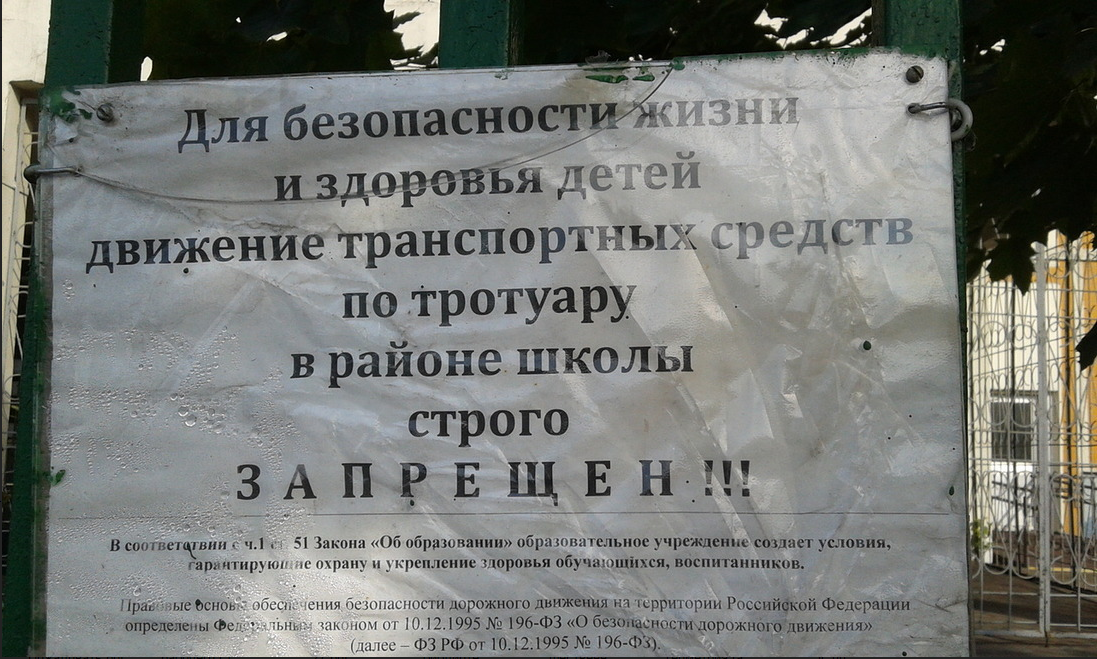 Для безопасности жизни
и здоровья детей
движение транспортных средств
по тротуару
в районе школы
строго
З А П Р Е Щ Е Н !!!
В соответствии с ч.1 ст. 51 Закона «Об образовании» образовательное учреждение создает условия,
гарантирующие охрану и укрепление здоровья обучающихся, воспитанников.
Правовые основы обеспечения безопасности дорожного движения на территории Российской Федерации
определены Федеральным законом от 10.12.1995 № 196-ФЗ «О безопасности дорожного движения»
(далее – ФЗ РФ от 10.12.1995 № 196-ФЗ).